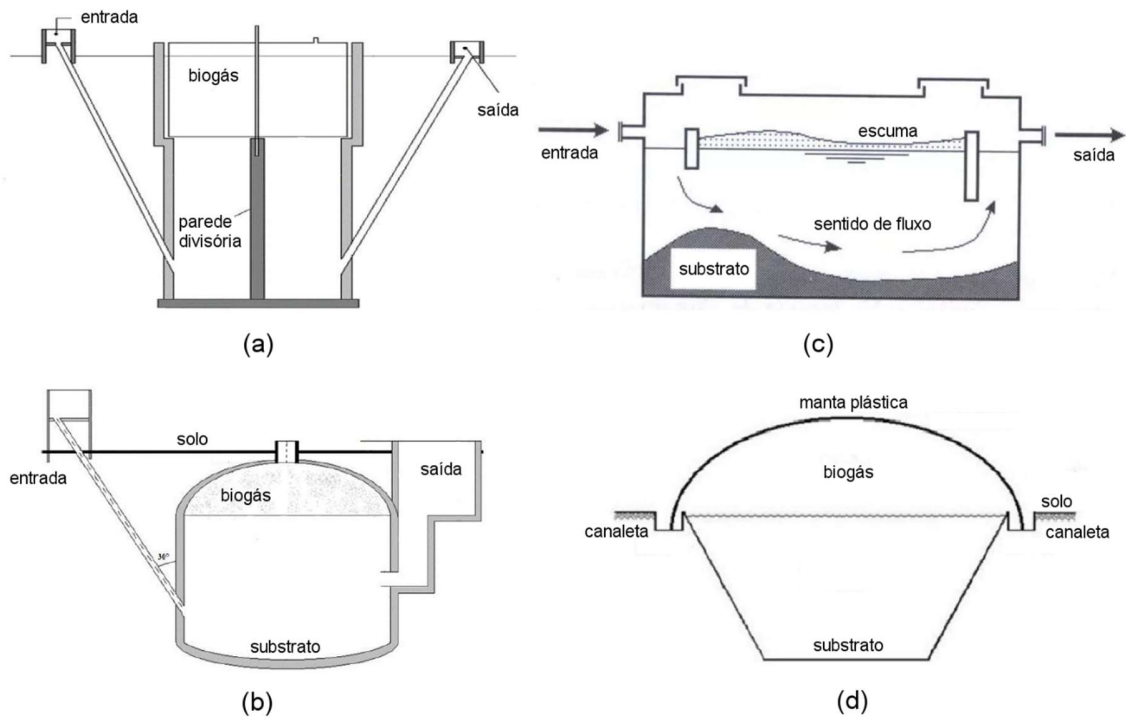 entrada
biogás
saída
parede
divisória
(a)
escuma
entrada
saída
sentido de fluxo
substrato
(c)
solo
entrada
saída
biogás
30°
substrato
(b)
manta plástica
biogás
solo
canaleta
canaleta
substrato
(d)